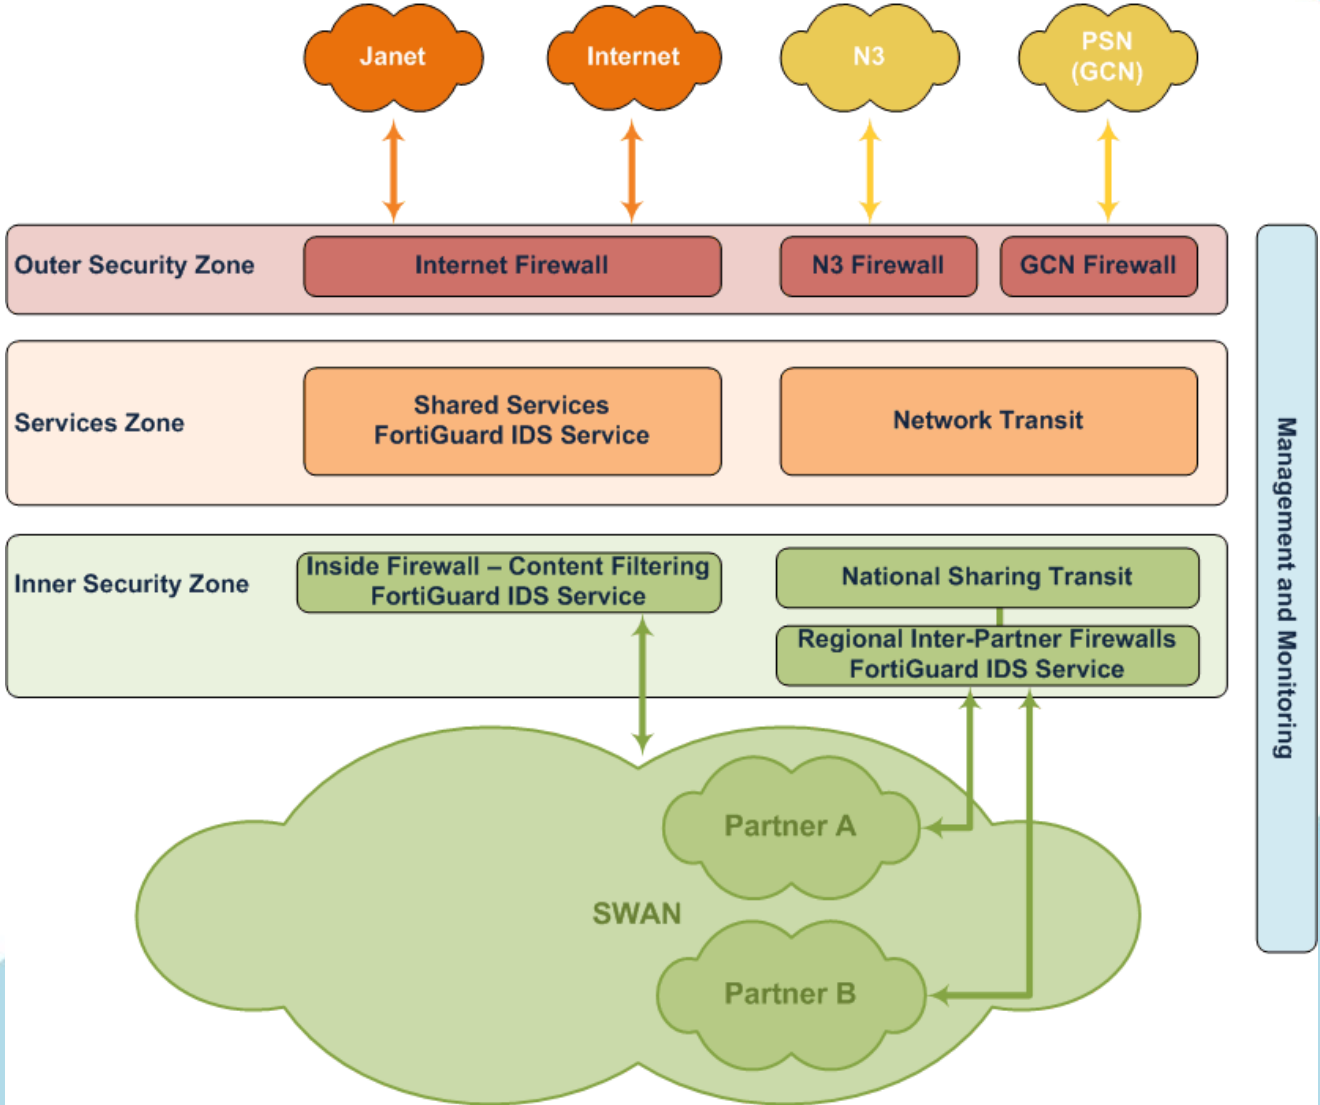 Janet
Internet
N3
PSN
(GCN)
Outer Security Zone
Internet Firewall
N3 Firewall
GCN Firewall
Services Zone
Shared Services
FortiGuard IDS Service
Network Transit
Inner Security Zone
Inside Firewall – Content Filtering
FortiGuard IDS Service
National Sharing Transit
Regional Inter-Partner Firewalls
FortiGuard IDS Service
Management and Monitoring
Partner A
SWAN
Partner B